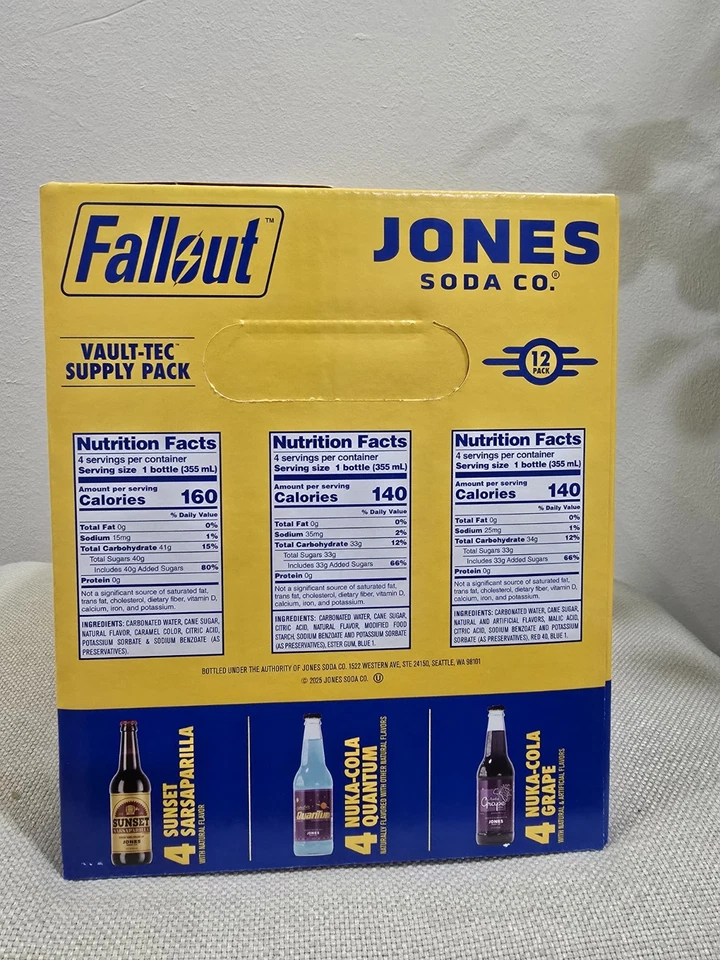 Fallout™
JONES
SODA CO.®
VAULT-TEC™
SUPPLY PACK
12
PACK
Nutrition Facts
4 servings per container
Serving size 1 bottle (355 mL)
Amount per serving
Calories 160
% Daily Value
Total Fat 0g 0%
Sodium 15mg 1%
Total Carbohydrate 41g 15%
Total Sugars 40g
Includes 40g Added Sugars 80%
Protein 0g
Not a significant source of saturated fat,
trans fat, cholesterol, dietary fiber, vitamin D,
calcium, iron, and potassium.
INGREDIENTS: CARBONATED WATER, CANE SUGAR,
NATURAL FLAVOR, CARAMEL COLOR, CITRIC ACID,
POTASSIUM SORBATE & SODIUM BENZOATE (AS
PRESERVATIVES).
Nutrition Facts
4 servings per container
Serving size 1 bottle (355 mL)
Amount per serving
Calories 140
% Daily Value
Total Fat 0g 0%
Sodium 35mg 2%
Total Carbohydrate 33g 12%
Total Sugars 33g
Includes 33g Added Sugars 66%
Protein 0g
Not a significant source of saturated fat,
trans fat, cholesterol, dietary fiber, vitamin D,
calcium, iron, and potassium.
INGREDIENTS: CARBONATED WATER, CANE SUGAR,
CITRIC ACID, NATURAL FLAVOR, MODIFIED FOOD
STARCH, SODIUM BENZOATE AND POTASSIUM SORBATE
(AS PRESERVATIVES), ESTER GUM, BLUE 1.
Nutrition Facts
4 servings per container
Serving size 1 bottle (355 mL)
Amount per serving
Calories 140
% Daily Value
Total Fat 0g 0%
Sodium 25mg 1%
Total Carbohydrate 34g 12%
Total Sugars 33g
Includes 33g Added Sugars 66%
Protein 0g
Not a significant source of saturated fat,
trans fat, cholesterol, dietary fiber, vitamin D,
calcium, iron, and potassium.
INGREDIENTS: CARBONATED WATER, CANE SUGAR,
NATURAL AND ARTIFICIAL FLAVORS, MALIC ACID,
CITRIC ACID, SODIUM BENZOATE AND POTASSIUM
SORBATE (AS PRESERVATIVES), RED 40, BLUE 1.
BOTTLED UNDER THE AUTHORITY OF JONES SODA CO. 1522 WESTERN AVE, STE 24150, SEATTLE, WA 98101
© 2025 JONES SODA CO. Ⓤ
SUNSET
SARSAPARILLA
JONES
4 SUNSET
SARSAPARILLA
WITH NATURAL FLAVOR
Quantum
JONES
4 NUKA-COLA
QUANTUM
NATURALLY FLAVORED WITH OTHER NATURAL FLAVORS
Grape
JONES
4 NUKA-COLA
GRAPE
WITH NATURAL & ARTIFICIAL FLAVORS